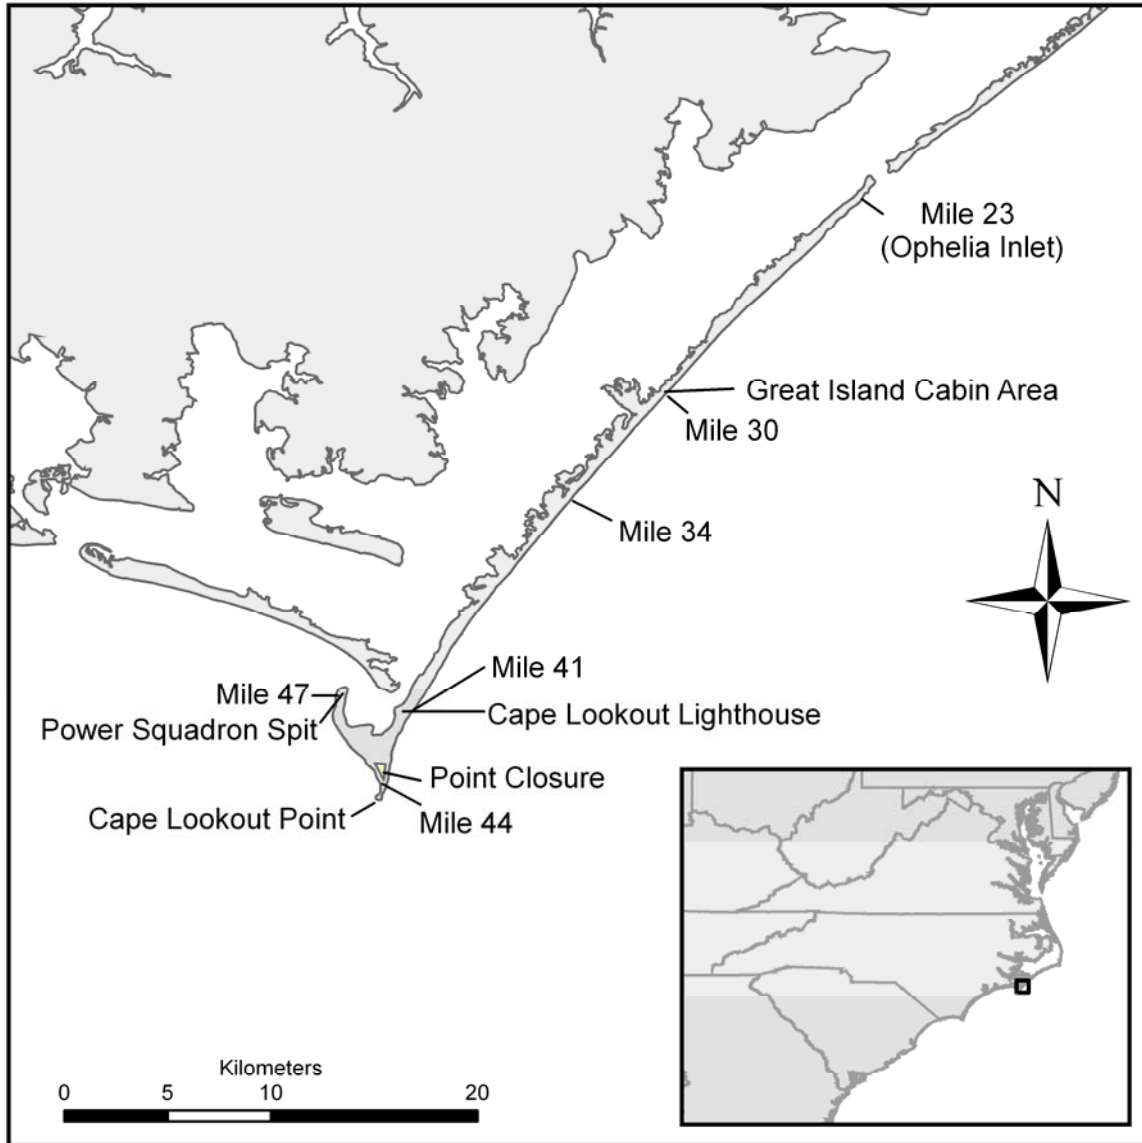 Mile 23
(Ophelia Inlet)
Great Island Cabin Area
Mile 30
N
Mile 34
Mile 41
Mile 47
Cape Lookout Lighthouse
Power Squadron Spit
Point Closure
Cape Lookout Point
Mile 44
Kilometers
0 5 10 20